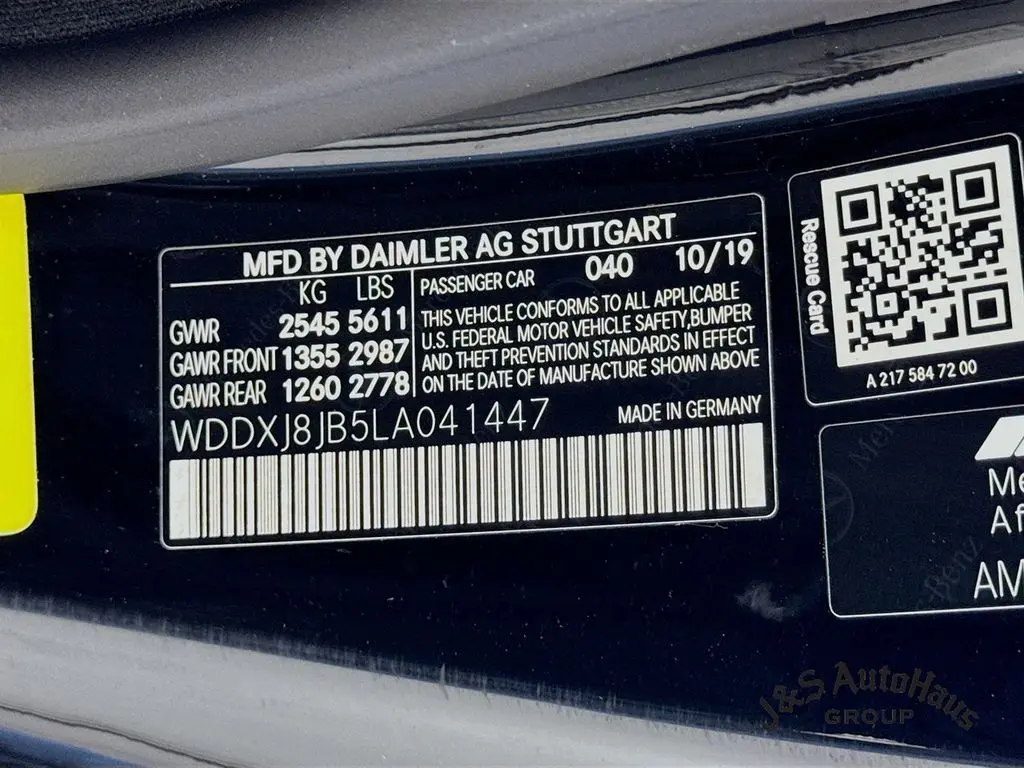 MFD BY DAIMLER AG STUTTGART
KG LBS
GVWR 2545 5611
GAWR FRONT 1355 2987
GAWR REAR 1260 2778
PASSENGER CAR 040 10/19
THIS VEHICLE CONFORMS TO ALL APPLICABLE
U.S. FEDERAL MOTOR VEHICLE SAFETY,BUMPER
AND THEFT PREVENTION STANDARDS IN EFFECT
ON THE DATE OF MANUFACTURE SHOWN ABOVE
WDDXJ8JB5LA041447
MADE IN GERMANY
Rescue Card
A 217 584 72 00
Me
Af
AM
J&S AutoHaus
GROUP